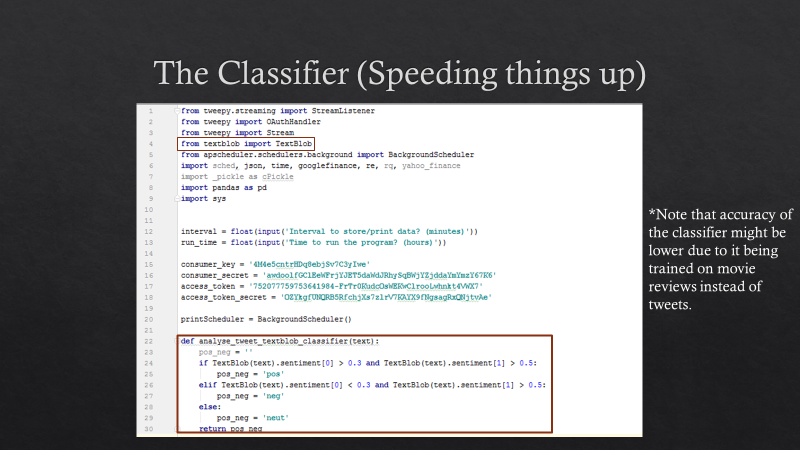 The Classifier (Speeding things up)
1 from tweepy.streaming import StreamListener
2 from tweepy import OAuthHandler
3 from tweepy import Stream
4 from textblob import TextBlob
5 from apscheduler.schedulers.background import BackgroundScheduler
6 import sched, json, time, googlefinance, re, rq, yahoo_finance
7 import _pickle as cPickle
8 import pandas as pd
9 import sys
10
11
12 interval = float(input('Interval to store/print data? (minutes)'))
13 run_time = float(input('Time to run the program? (hours)'))
14
15 consumer_key =
16 consumer_secret =
17 access_token =
18 access_token_secret =
19
20 printScheduler = BackgroundScheduler()
21
22 def analyse_tweet_textblob_classifier(text):
23 pos_neg = ''
24 if TextBlob(text).sentiment[0] > 0.3 and TextBlob(text).sentiment[1] > 0.5:
25 pos_neg = 'pos'
26 elif TextBlob(text).sentiment[0] < 0.3 and TextBlob(text).sentiment[1] > 0.5:
27 pos_neg = 'neg'
28 else:
29 pos_neg = 'neut'
30 return pos_neg
*Note that accuracy of
the classifier might be
lower due to it being
trained on movie
reviews instead of
tweets.